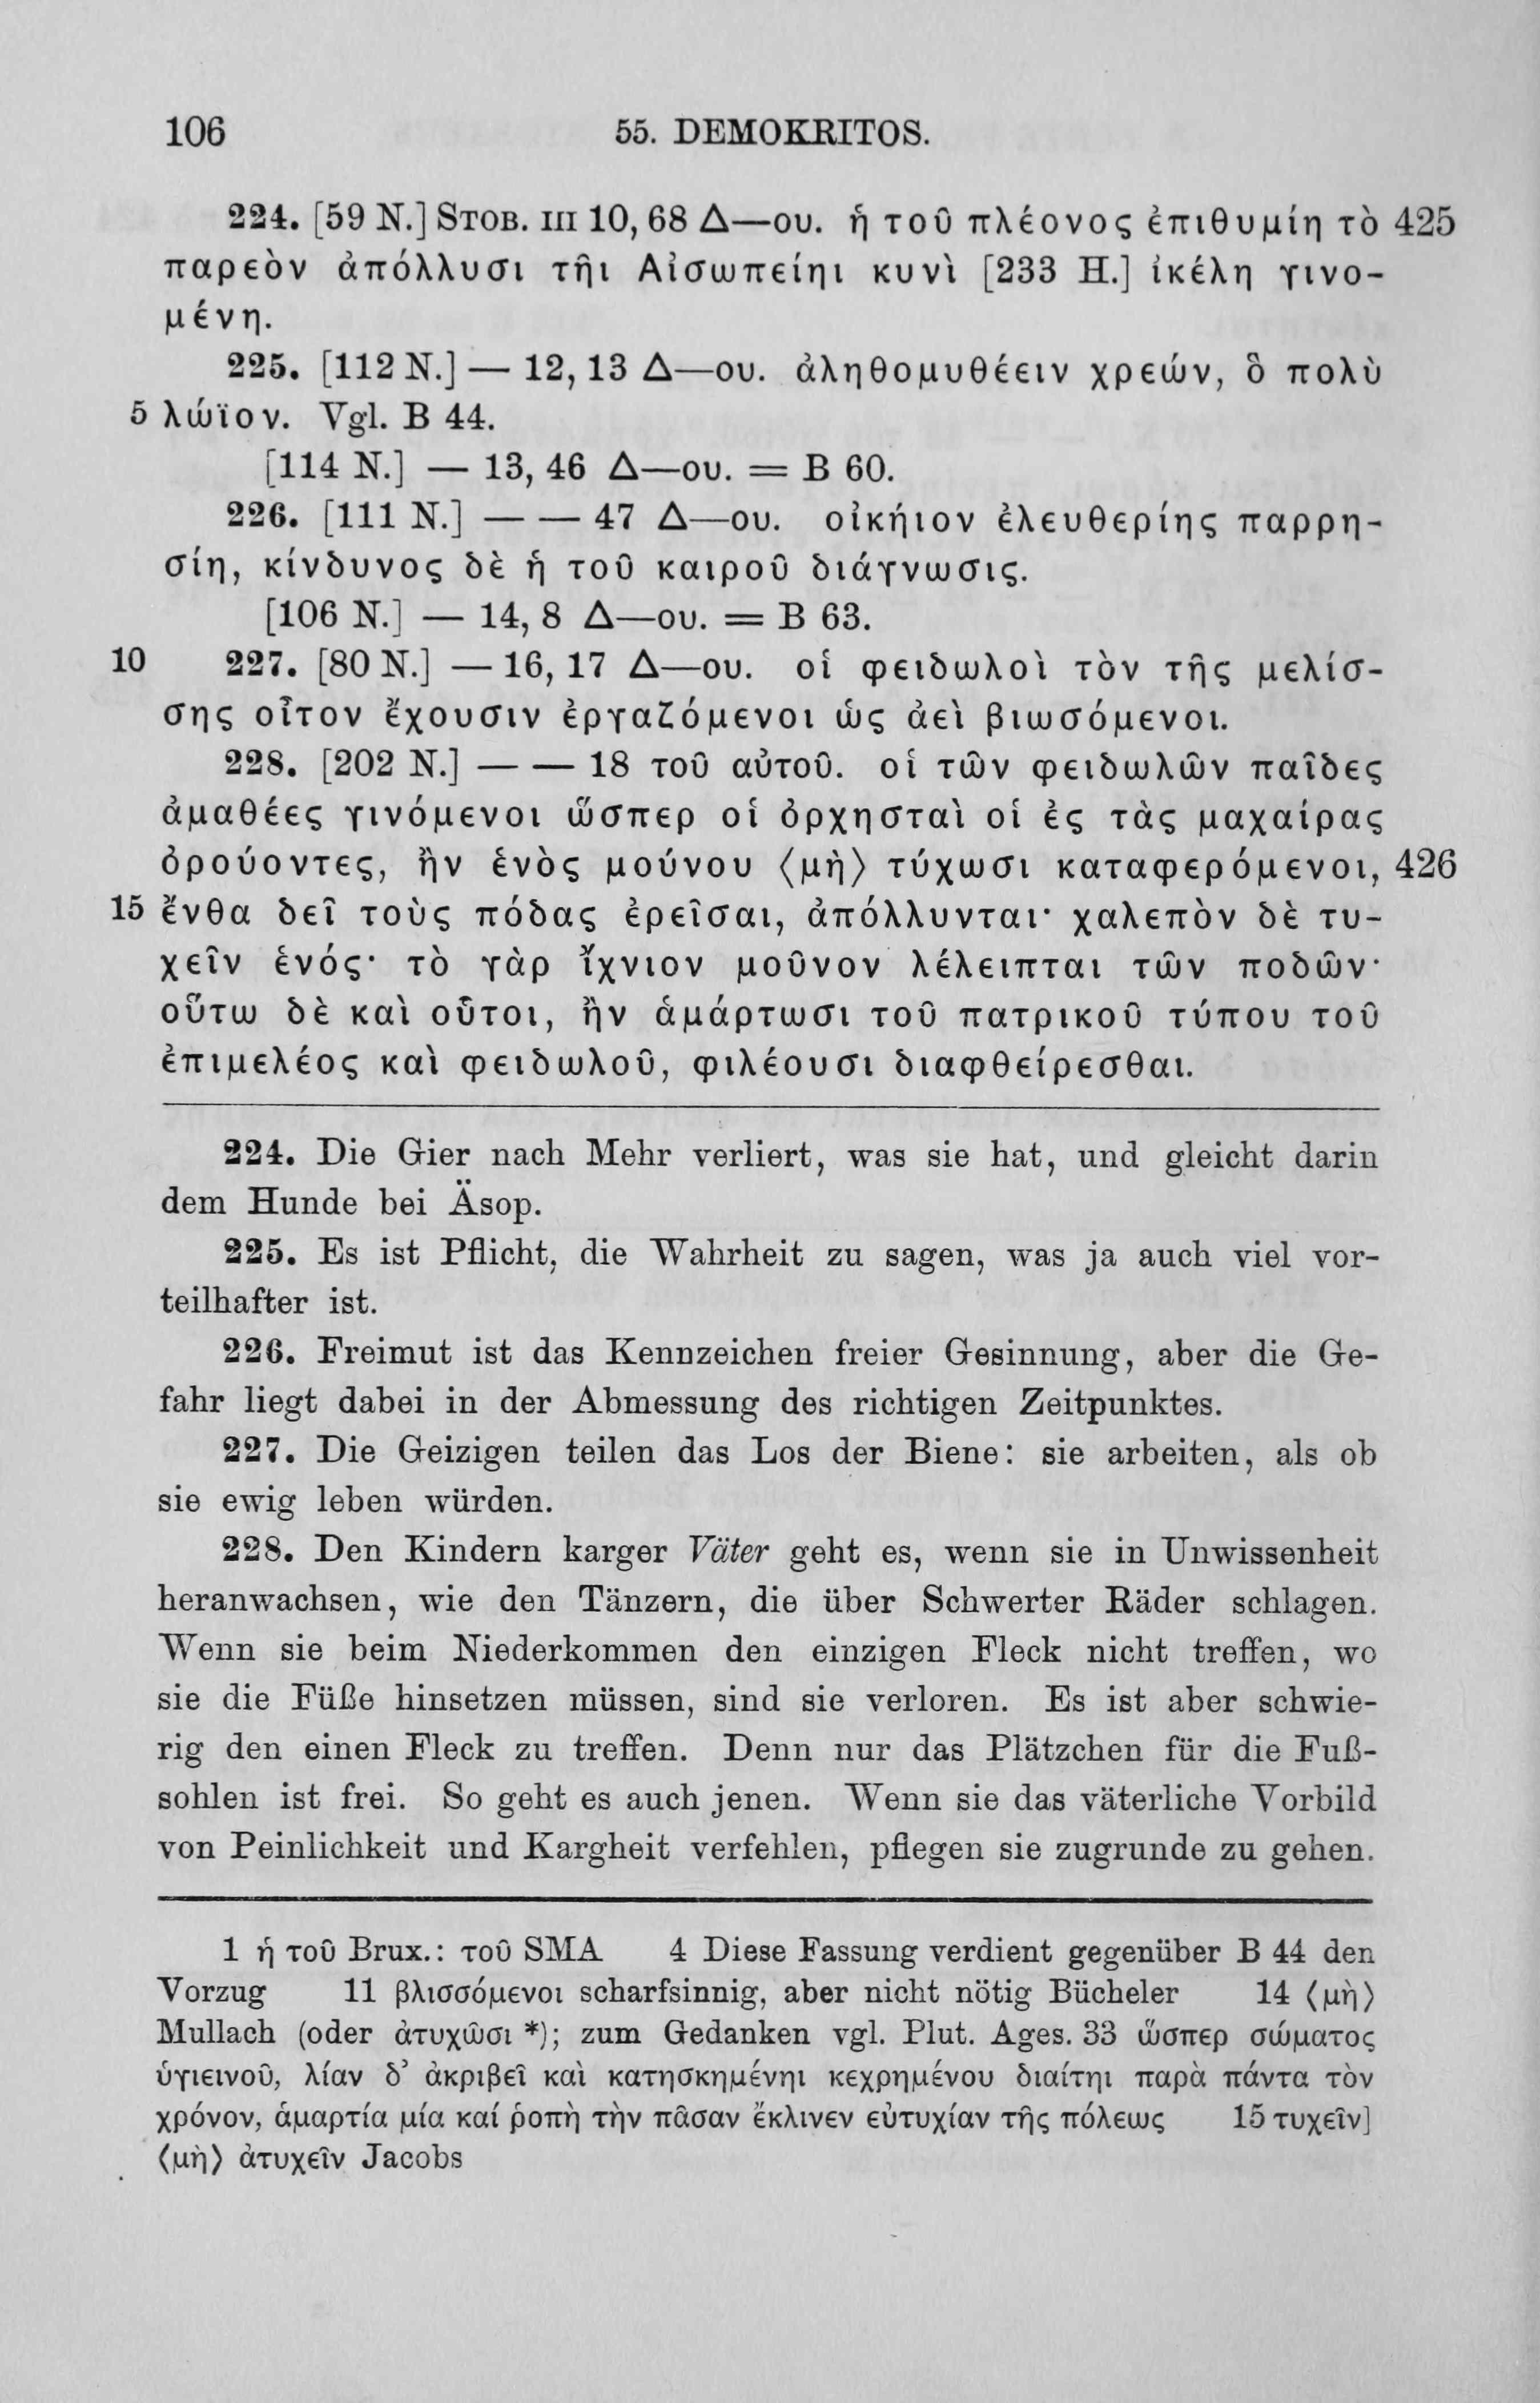 106 55. DEMOKRITOS.
224. [59 N.] STOB. III 10, 68 Δ—ου. ἡ τοῦ πλέονος ἐπιθυμίη τὸ 425
παρεὸν ἀπόλλυσι τῆι Αἰσωπείηι κυνὶ [233 H.] ἰκέλη γινο-
μένη.
225. [112 N.] — 12, 13 Δ—ου. ἀληθομυθέειν χρεών, ὃ πολὺ
5 λώϊον. Vgl. B 44.
[114 N.] — 13, 46 Δ—ου. = B 60.
226. [111 N.] — — 47 Δ—ου. οἰκήιον ἐλευθερίης παρρη-
σίη, κίνδυνος δὲ ἡ τοῦ καιροῦ διάγνωσις.
[106 N.] — 14, 8 Δ—ου. = B 63.
10 227. [80 N.] — 16, 17 Δ—ου. οἱ φειδωλοὶ τὸν τῆς μελίσ-
σης οἶτον ἔχουσιν ἐργαζόμενοι ὡς ἀεὶ βιωσόμενοι.
228. [202 N.] — — 18 τοῦ αὐτοῦ. οἱ τῶν φειδωλῶν παῖδες
ἀμαθέες γινόμενοι ὥσπερ οἱ ὀρχησταὶ οἱ ἐς τὰς μαχαίρας
ὀρούοντες, ἢν ἑνὸς μούνου ⟨μὴ⟩ τύχωσι καταφερόμενοι, 426
15 ἔνθα δεῖ τοὺς πόδας ἐρεῖσαι, ἀπόλλυνται· χαλεπὸν δὲ τυ-
χεῖν ἑνός· τὸ γὰρ ἴχνιον μοῦνον λέλειπται τῶν ποδῶν·
οὕτω δὲ καὶ οὗτοι, ἢν ἁμάρτωσι τοῦ πατρικοῦ τύπου τοῦ
ἐπιμελέος καὶ φειδωλοῦ, φιλέουσι διαφθείρεσθαι.
224. Die Gier nach Mehr verliert, was sie hat, und gleicht darin
dem Hunde bei Äsop.
225. Es ist Pflicht, die Wahrheit zu sagen, was ja auch viel vor-
teilhafter ist.
226. Freimut ist das Kennzeichen freier Gesinnung, aber die Ge-
fahr liegt dabei in der Abmessung des richtigen Zeitpunktes.
227. Die Geizigen teilen das Los der Biene: sie arbeiten, als ob
sie ewig leben würden.
228. Den Kindern karger Väter geht es, wenn sie in Unwissenheit
heranwachsen, wie den Tänzern, die über Schwerter Räder schlagen.
Wenn sie beim Niederkommen den einzigen Fleck nicht treffen, wo
sie die Füße hinsetzen müssen, sind sie verloren. Es ist aber schwie-
rig den einen Fleck zu treffen. Denn nur das Plätzchen für die Fuß-
sohlen ist frei. So geht es auch jenen. Wenn sie das väterliche Vorbild
von Peinlichkeit und Kargheit verfehlen, pflegen sie zugrunde zu gehen.
1 ἡ τοῦ Brux.: τοῦ SMA 4 Diese Fassung verdient gegenüber B 44 den
Vorzug 11 βλισσόμενοι scharfsinnig, aber nicht nötig Bücheler 14 ⟨μὴ⟩
Mullach (oder ἀτυχῶσι *); zum Gedanken vgl. Plut. Ages. 33 ὥσπερ σώματος
ὑγιεινοῦ, λίαν δ᾽ ἀκριβεῖ καὶ κατησκημένηι κεχρημένου διαίτηι παρὰ πάντα τὸν
χρόνον, ἁμαρτία μία καί ῥοπὴ τὴν πᾶσαν ἔκλινεν εὐτυχίαν τῆς πόλεως 15 τυχεῖν]
⟨μὴ⟩ ἀτυχεῖν Jacobs